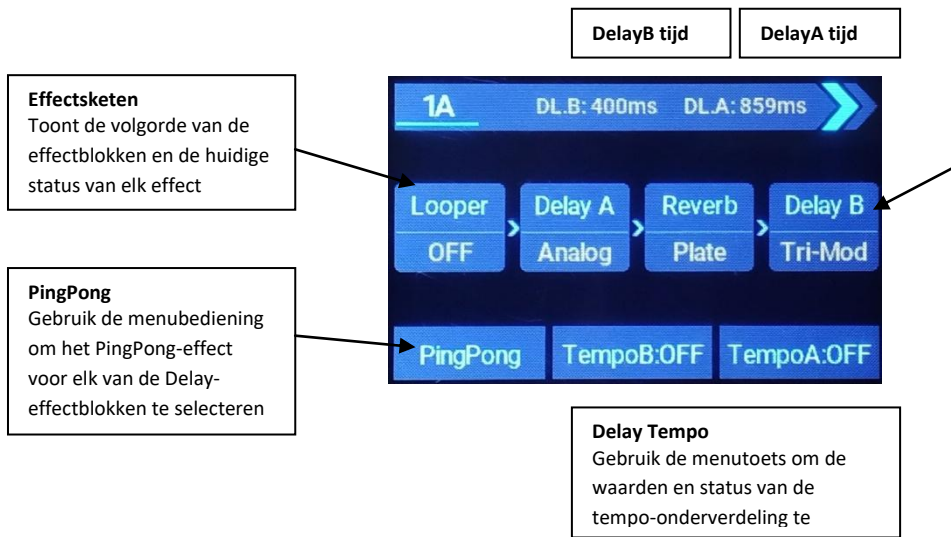 DelayB tijd
DelayA tijd
Effectsketen
Toont de volgorde van de
effectblokken en de huidige
status van elk effect
1A
DL.B: 400ms
DL.A: 859ms
Looper
OFF
Delay A
Analog
Reverb
Plate
Delay B
Tri-Mod
PingPong
Gebruik de menubediening
om het PingPong-effect
voor elk van de Delay-
effectblokken te selecteren
PingPong
TempoB:OFF
TempoA:OFF
Delay Tempo
Gebruik de menutoets om de
waarden en status van de
tempo-onderverdeling te